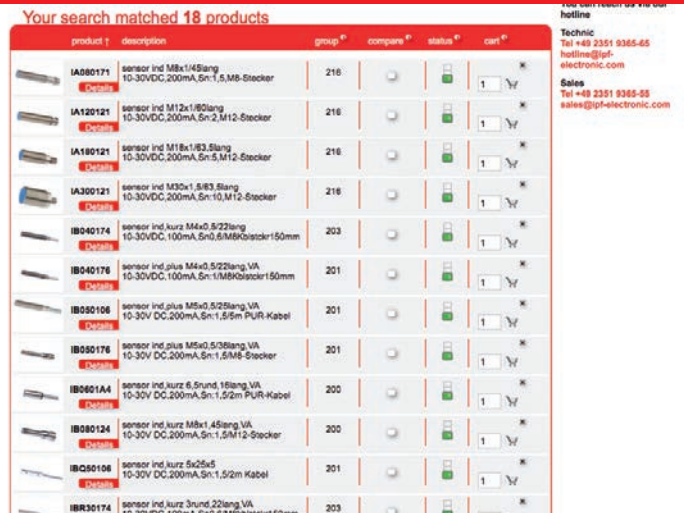 Your search matched 18 products
product ↑ description group compare status cart
IA080171 sensor ind M8x1/45lang 216
10-30VDC,200mA,Sn:1,5,M8-Stecker
Details 1
IA120121 sensor ind M12x1/60lang 216
10-30VDC,200mA,Sn:2,M12-Stecker
Details 1
IA180121 sensor ind M18x1/63,5lang 216
10-30VDC,200mA,Sn:5,M12-Stecker
Details 1
IA300121 sensor ind M30x1,5/63,5lang 216
10-30VDC,200mA,Sn:10,M12-Stecker
Details 1
IB040174 sensor ind,kurz M4x0,5/22lang 203
10-30VDC,100mA,Sn0,6/M8Kblstckr150mm
Details 1
IB040176 sensor ind,plus M4x0,5/22lang,VA 201
10-30VDC,100mA,Sn:1/M8Kblstckr150mm
Details 1
IB050106 sensor ind,plus M5x0,5/25lang,VA 201
10-30V DC,200mA,Sn:1,5/5m PUR-Kabel
Details 1
IB050176 sensor ind,plus M5x0,5/38lang,VA 201
10-30V DC,200mA,Sn:1,5/M8-Stecker
Details 1
IB0601A4 sensor ind,kurz 6,5rund,16lang,VA 200
10-30V DC,200mA,Sn:1,5/2m PUR-Kabel
Details 1
IB080124 sensor ind,kurz M8x1,45lang,VA 200
10-30V DC,200mA,Sn:1,5/M12-Stecker
Details 1
IBQ50106 sensor ind,kurz 5x25x5 201
10-30V DC,200mA,Sn:1,5/2m Kabel
Details 1
IBR30174 sensor ind,kurz 3rund,22lang,VA 203
You can reach us via our
hotline
Technic
Tel +49 2351 9365-65
hotline@ipf-
electronic.com
Sales
Tel +49 2351 9365-55
sales@ipf-electronic.com